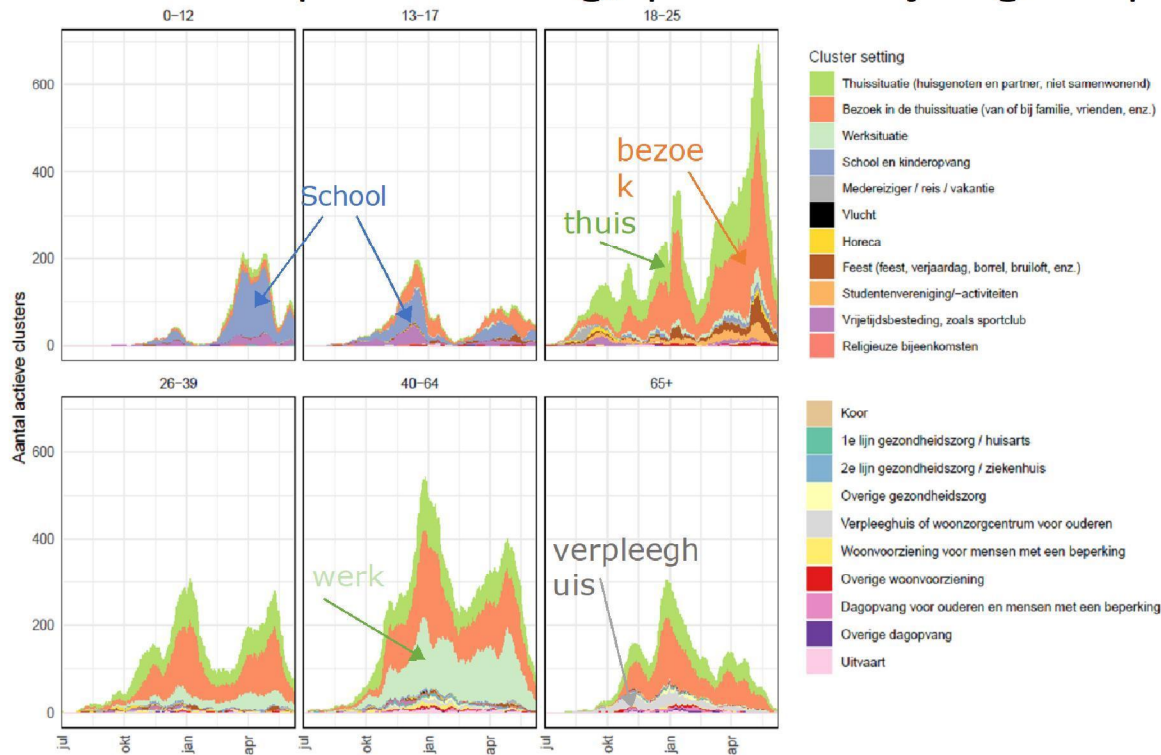 0−12
13−17
18−25
600
400
200
0
School
bezoe
k
thuis
Cluster setting
Thuissituatie (huisgenoten en partner, niet samenwonend)
Bezoek in de thuissituatie (van of bij familie, vrienden, enz.)
Werksituatie
School en kinderopvang
Medereiziger / reis / vakantie
Vlucht
Horeca
Feest (feest, verjaardag, borrel, bruiloft, enz.)
Studentenvereniging/−activiteiten
Vrijetijdsbesteding, zoals sportclub
Religieuze bijeenkomsten
Aantal actieve clusters
26−39
40−64
65+
600
400
200
0
werk
verpleegh
uis
jul
okt
jan
apr
jul
okt
jan
apr
jul
okt
jan
apr
Koor
1e lijn gezondheidszorg / huisarts
2e lijn gezondheidszorg / ziekenhuis
Overige gezondheidszorg
Verpleeghuis of woonzorgcentrum voor ouderen
Woonvoorziening voor mensen met een beperking
Overige woonvoorziening
Dagopvang voor ouderen en mensen met een beperking
Overige dagopvang
Uitvaart